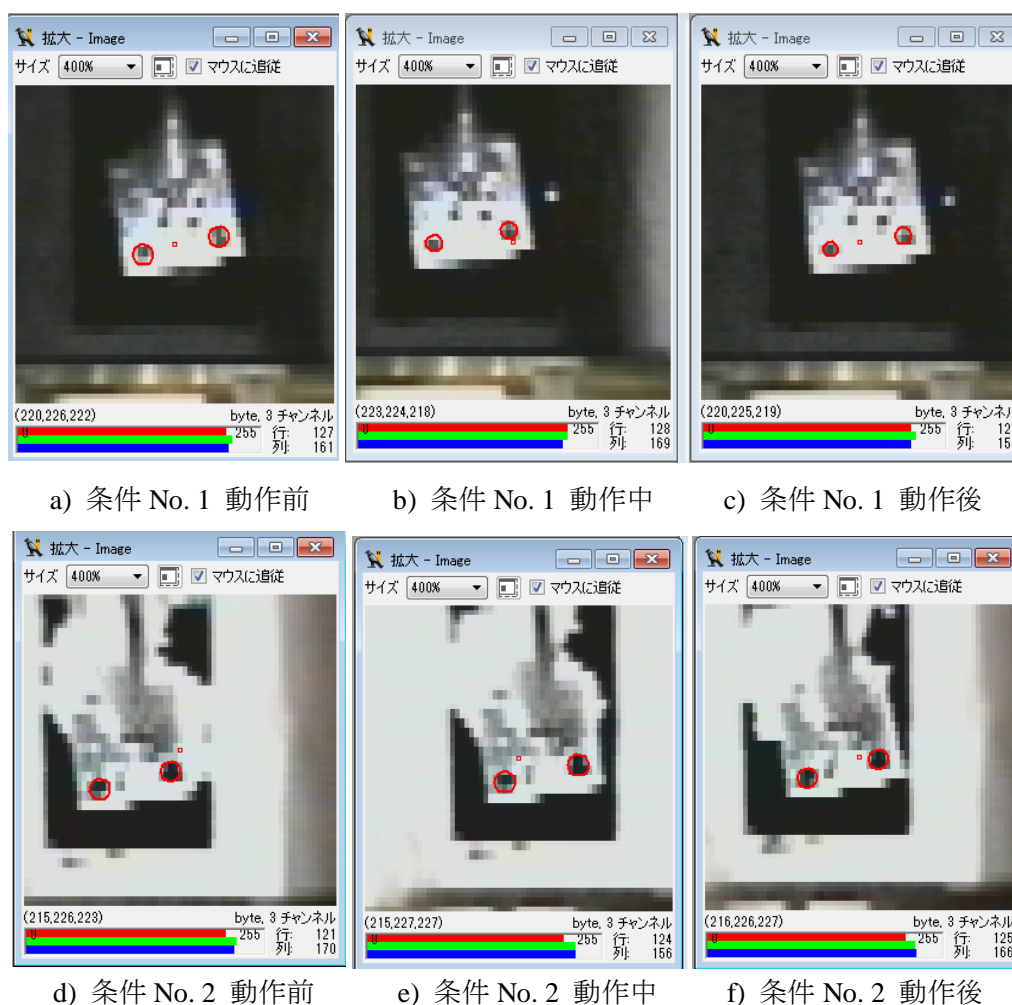 拡大 - Image
サイズ 400% マウスに追従
(220,226,222) byte, 3 チャンネル
0 255 行: 127
列: 161
a) 条件 No. 1 動作前
拡大 - Image
サイズ 400% マウスに追従
(223,224,218) byte, 3 チャンネル
0 255 行: 128
列: 169
b) 条件 No. 1 動作中
拡大 - Image
サイズ 400% マウスに追従
(220,225,219) byte, 3 チャンネル
0 255 行:
列:
c) 条件 No. 1 動作後
拡大 - Image
サイズ 400% マウスに追従
(215,226,223) byte, 3 チャンネル
0 255 行: 121
列: 170
d) 条件 No. 2 動作前
拡大 - Image
サイズ 400% マウスに追従
(215,227,227) byte, 3 チャンネル
0 255 行: 124
列: 156
e) 条件 No. 2 動作中
拡大 - Image
サイズ 400% マウスに追従
(216,226,227) byte, 3 チャンネル
0 255 行: 125
列: 166
f) 条件 No. 2 動作後